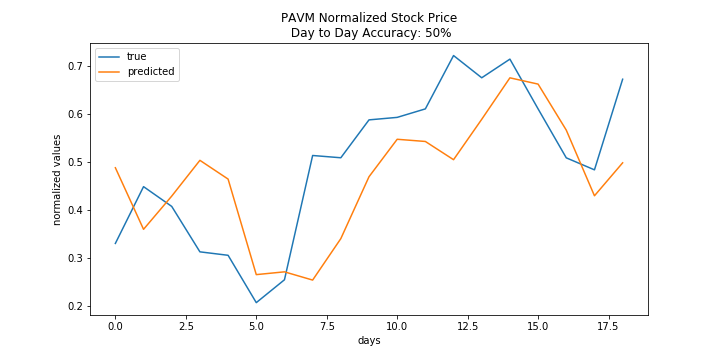 PAVM Normalized Stock Price
Day to Day Accuracy: 50%
true
predicted
normalized values
0.7
0.6
0.5
0.4
0.3
0.2
0.0 2.5 5.0 7.5 10.0 12.5 15.0 17.5
days